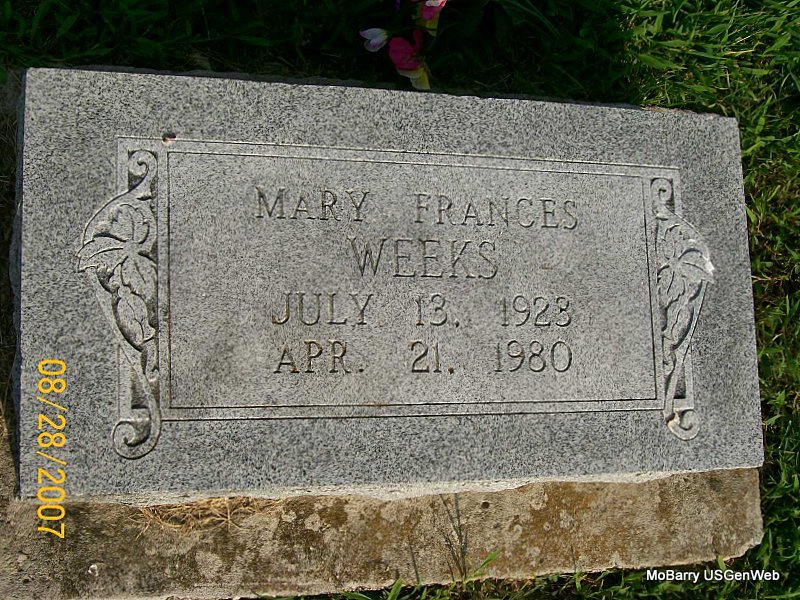 MARY FRANCES
WEEKS
JULY 13, 1923
APR. 21, 1980
08/28/2007
MoBarry USGenWeb